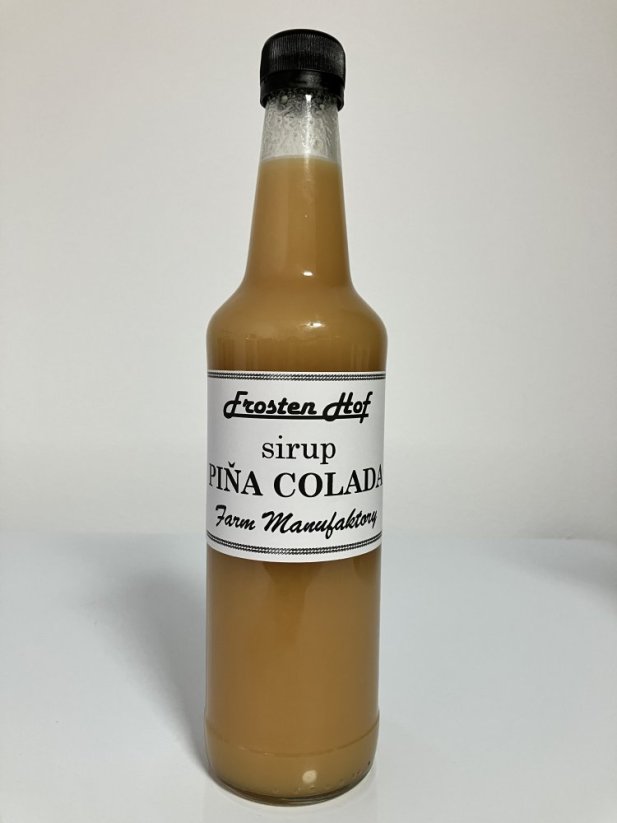 Frosten Hof
sirup
PIŇA COLADA
Farm Manufaktory